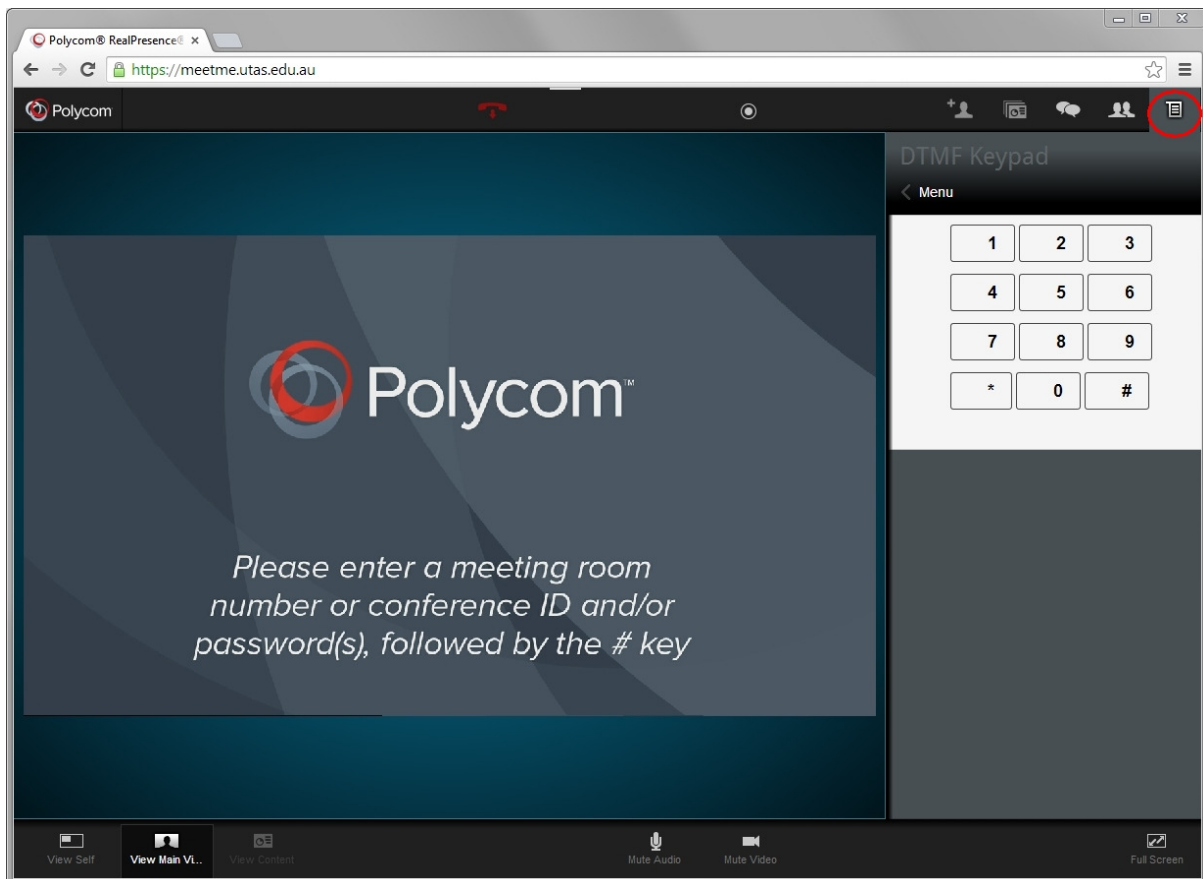 Polycom® RealPresence®
https://meetme.utas.edu.au
Polycom
DTMF Keypad
Menu
1 2 3
4 5 6
7 8 9
* 0 #
Polycom™
Please enter a meeting room
number or conference ID and/or
password(s), followed by the # key
View Self
View Main Vi...
View Content
Mute Audio
Mute Video
Full Screen